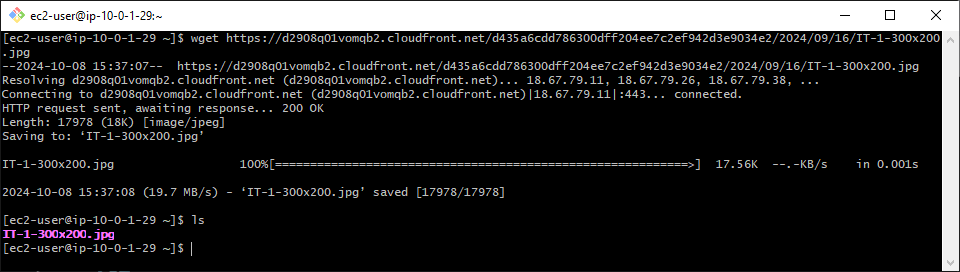 ec2-user@ip-10-0-1-29:~
[ec2-user@ip-10-0-1-29 ~]$ wget https://d2908q01vomqb2.cloudfront.net/d435a6cdd786300dff204ee7c2ef942d3e9034e2/2024/09/16/IT-1-300x200
.jpg
--2024-10-08 15:37:07--  https://d2908q01vomqb2.cloudfront.net/d435a6cdd786300dff204ee7c2ef942d3e9034e2/2024/09/16/IT-1-300x200.jpg
Resolving d2908q01vomqb2.cloudfront.net (d2908q01vomqb2.cloudfront.net)... 18.67.79.11, 18.67.79.26, 18.67.79.38, ...
Connecting to d2908q01vomqb2.cloudfront.net (d2908q01vomqb2.cloudfront.net)|18.67.79.11|:443... connected.
HTTP request sent, awaiting response... 200 OK
Length: 17978 (18K) [image/jpeg]
Saving to: ‘IT-1-300x200.jpg’
IT-1-300x200.jpg 100%[===========================================================>] 17.56K --.-KB/s in 0.001s
2024-10-08 15:37:08 (19.7 MB/s) - ‘IT-1-300x200.jpg’ saved [17978/17978]
[ec2-user@ip-10-0-1-29 ~]$ ls
IT-1-300x200.jpg
[ec2-user@ip-10-0-1-29 ~]$